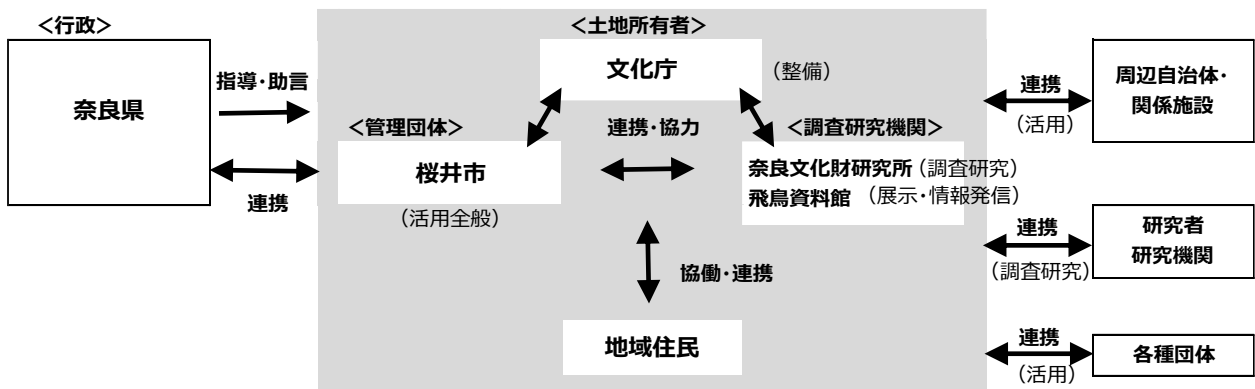 ＜行政＞
奈良県
指導・助言
連携
＜土地所有者＞
文化庁
（整備）
＜管理団体＞
桜井市
（活用全般）
連携・協力
＜調査研究機関＞
奈良文化財研究所（調査研究）
飛鳥資料館（展示・情報発信）
協働・連携
地域住民
連携
（活用）
周辺自治体・
関係施設
連携
（調査研究）
研究者
研究機関
連携
（活用）
各種団体